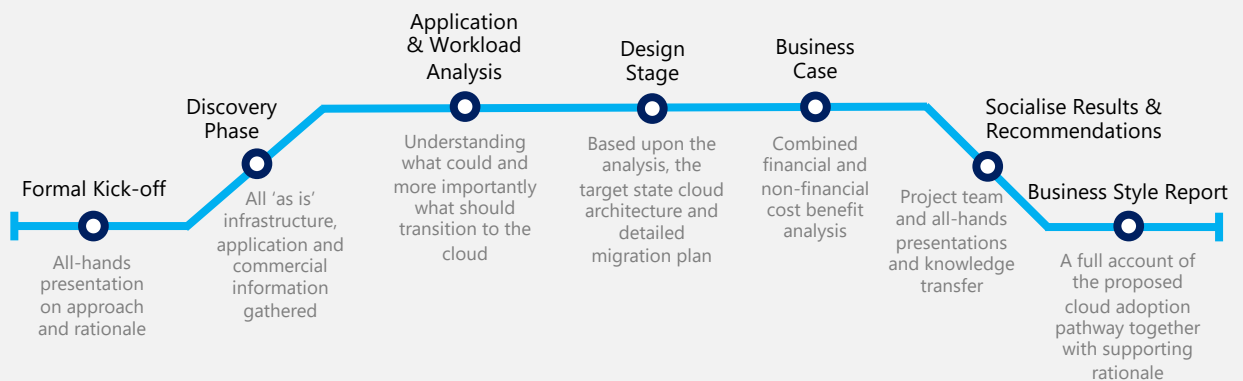 Formal Kick-off
All-hands
presentation
on approach
and rationale
Discovery
Phase
All ‘as is’
infrastructure,
application and
commercial
information
gathered
Application
& Workload
Analysis
Understanding
what could and
more importantly
what should
transition to the
cloud
Design
Stage
Based upon the
analysis, the
target state cloud
architecture and
detailed
migration plan
Business
Case
Combined
financial and
non-financial
cost benefit
analysis
Socialise Results &
Recommendations
Project team
and all-hands
presentations
and knowledge
transfer
Business Style Report
A full account of
the proposed
cloud adoption
pathway together
with supporting
rationale